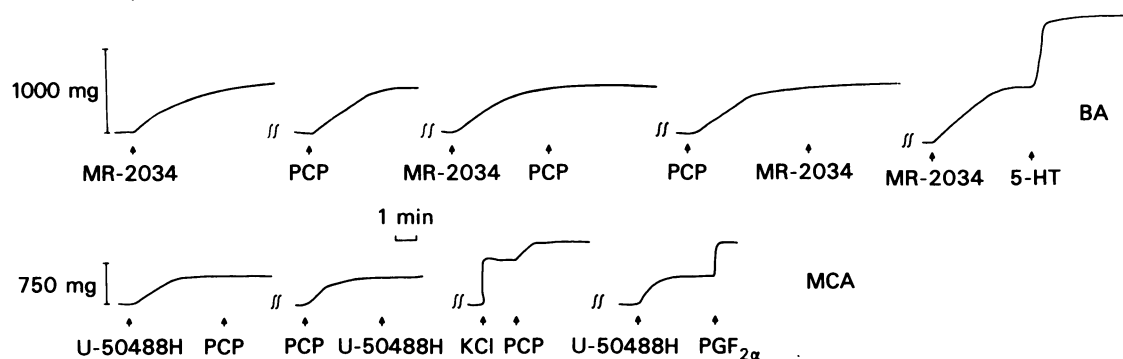 1000 mg
BA
MR-2034 PCP MR-2034 PCP PCP MR-2034 MR-2034 5-HT
1 min
750 mg
MCA
U-50488H PCP PCP U-50488H KCl PCP U-50488H PGF2α